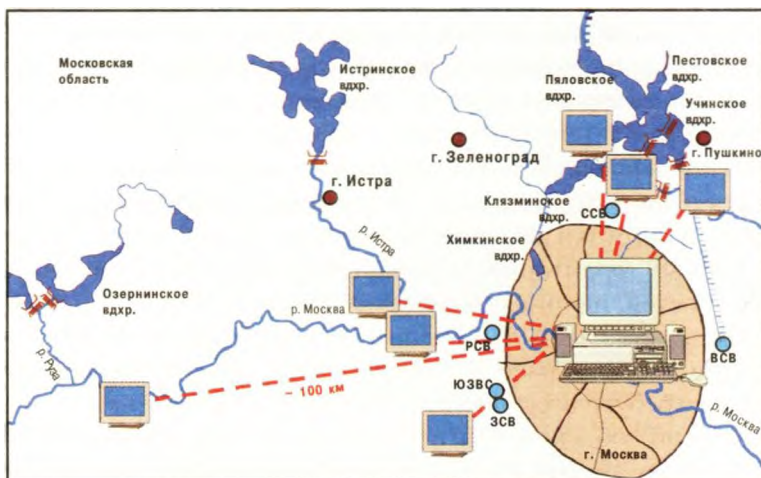 Московская
область
Истринское
вдхр.
Пестовское
вдхр.
Пяловское
вдхр.
Учинское
вдхр.
г. Зеленоград
г. Пушкино
г. Истра
Клязминское
вдхр.
ССВ
р. Истра
Химкинское
вдхр.
Озернинское
вдхр.
р. Москва
РСВ
ВСВ
р. Руза
~ 100 км
ЮЗВС
ЗСВ
р. Москва
г. Москва